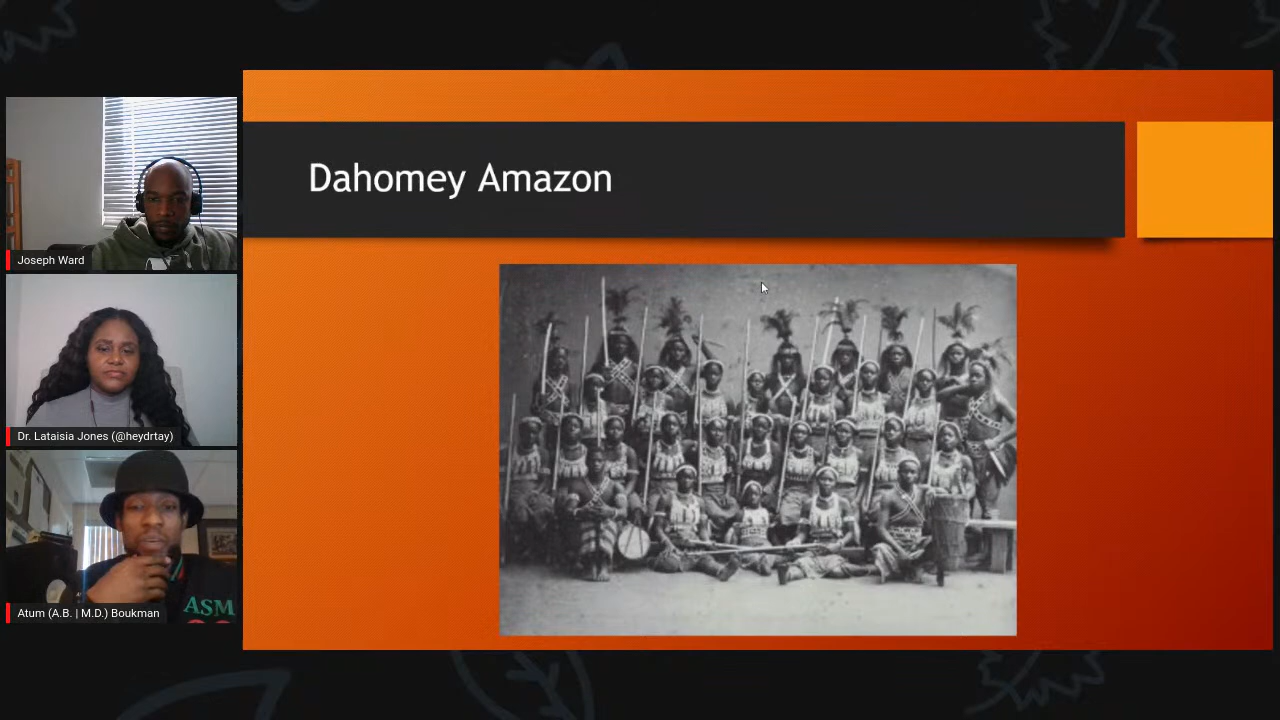 Dahomey Amazon
Joseph Ward
Dr. Lataisia Jones (@heydrtay)
ASM
Atum (A.B. | M.D.) Boukman